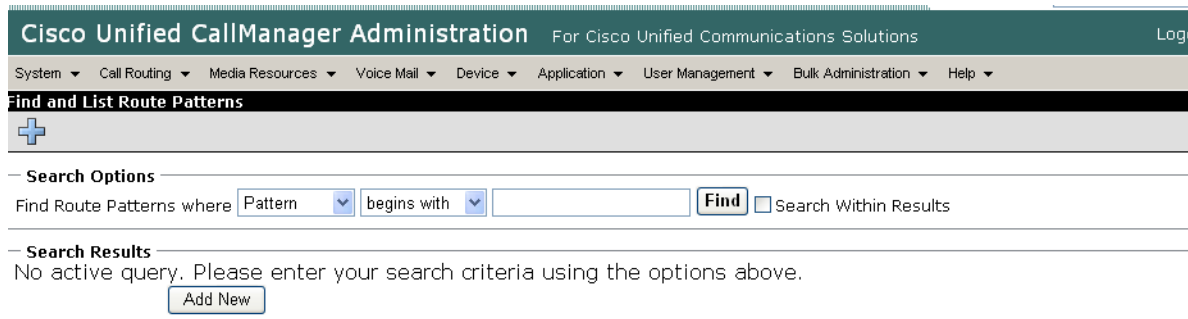 Cisco Unified CallManager Administration For Cisco Unified Communications Solutions
System Call Routing Media Resources Voice Mail Device Application User Management Bulk Administration Help
Find and List Route Patterns
Search Options
Find Route Patterns where Pattern begins with Find Search Within Results
Search Results
No active query. Please enter your search criteria using the options above.
Add New